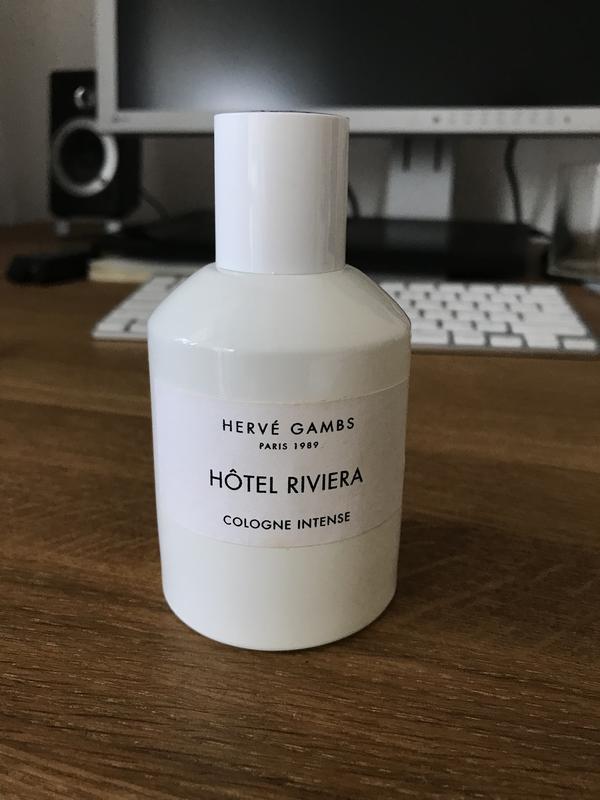 HERVÉ GAMBS
PARIS 1989
HÔTEL RIVIERA
COLOGNE INTENSE